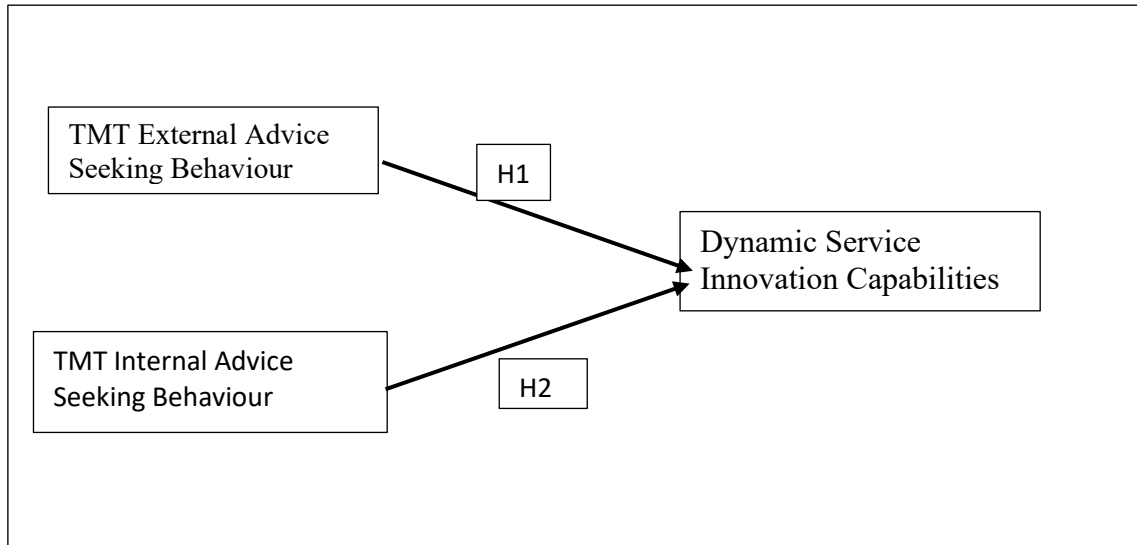 TMT External Advice
Seeking Behaviour
H1
Dynamic Service
Innovation Capabilities
TMT Internal Advice
Seeking Behaviour
H2